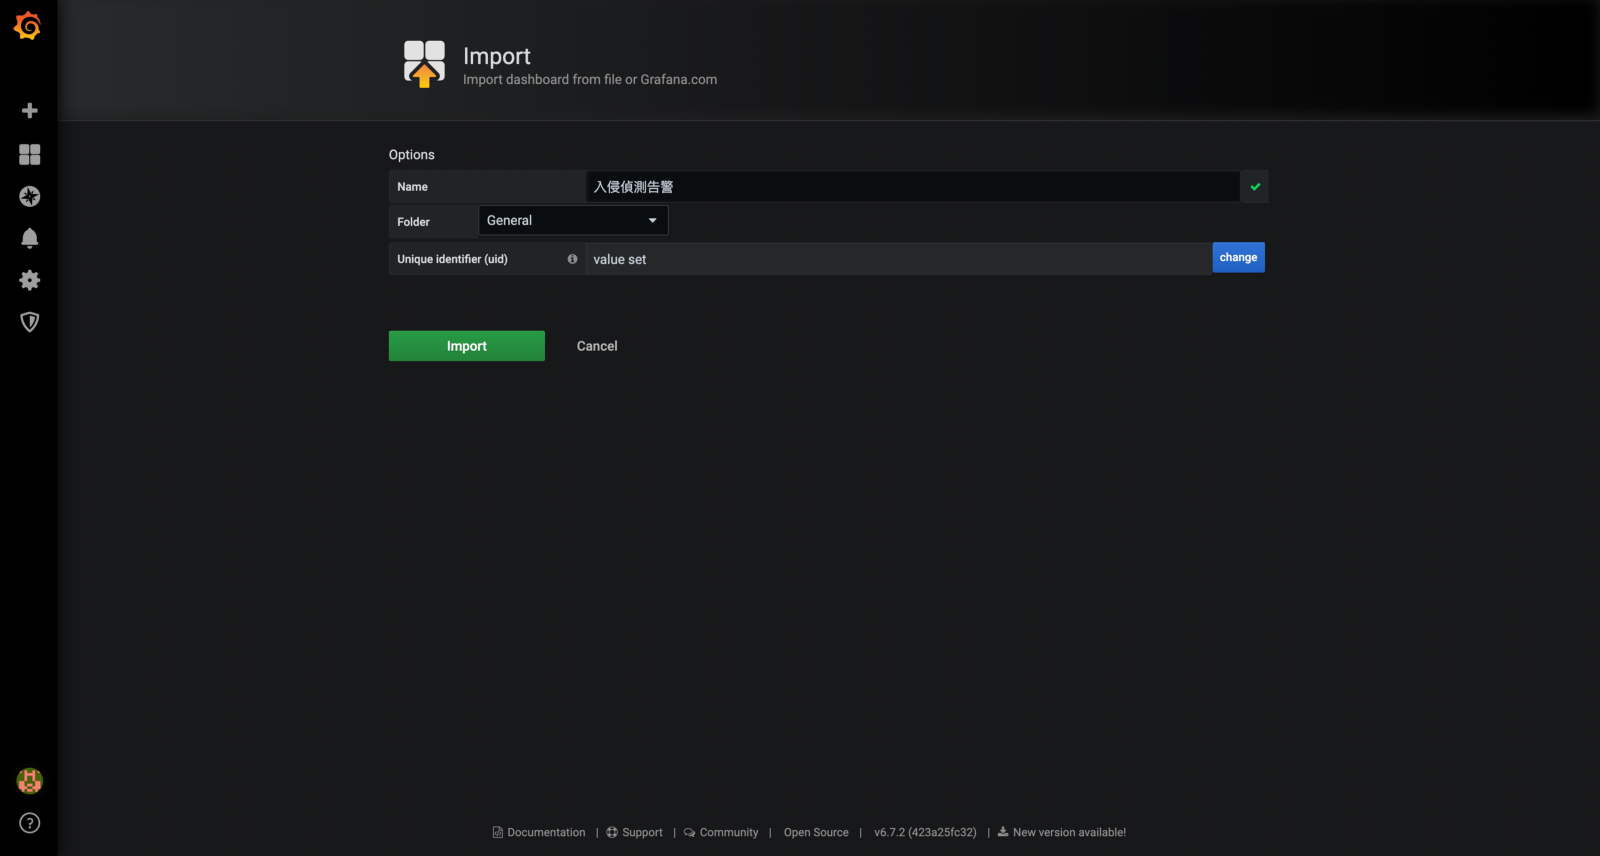 Import
Import dashboard from file or Grafana.com
Options
Name
入侵偵測告警
Folder
General
Unique identifier (uid)
value set
change
Import
Cancel
Documentation | Support | Community | Open Source | v6.7.2 (423a25fc32) | New version available!